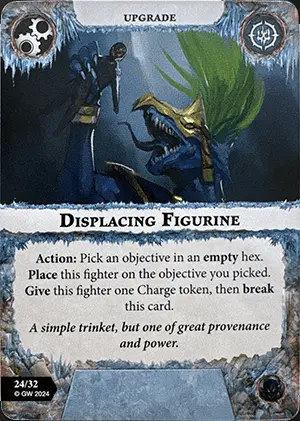 UPGRADE
DISPLACING FIGURINE
Action: Pick an objective in an empty hex.
Place this fighter on the objective you picked.
Give this fighter one Charge token, then break
this card.
A simple trinket, but one of great provenance
and power.
24/32
© GW 2024